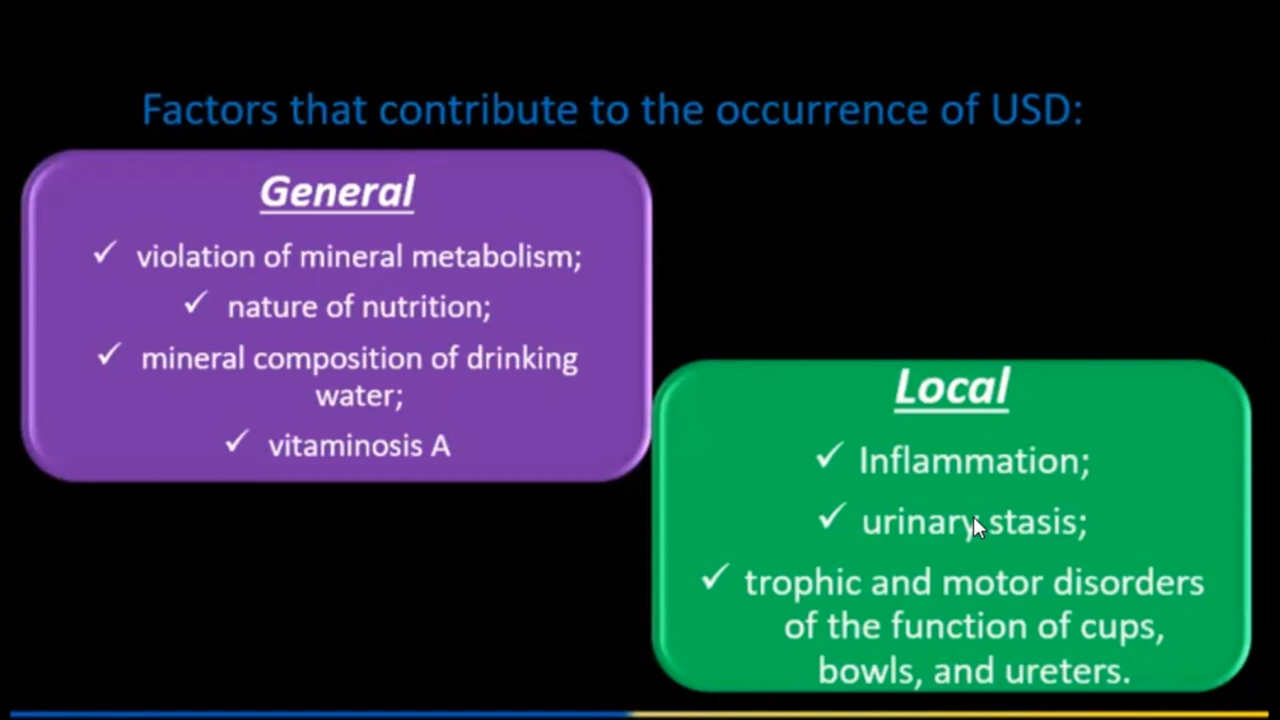 Factors that contribute to the occurrence of USD:
General
✓ violation of mineral metabolism;
✓ nature of nutrition;
✓ mineral composition of drinking
water;
✓ vitaminosis A
Local
✓ Inflammation;
✓ urinary stasis;
✓ trophic and motor disorders
of the function of cups,
bowls, and ureters.